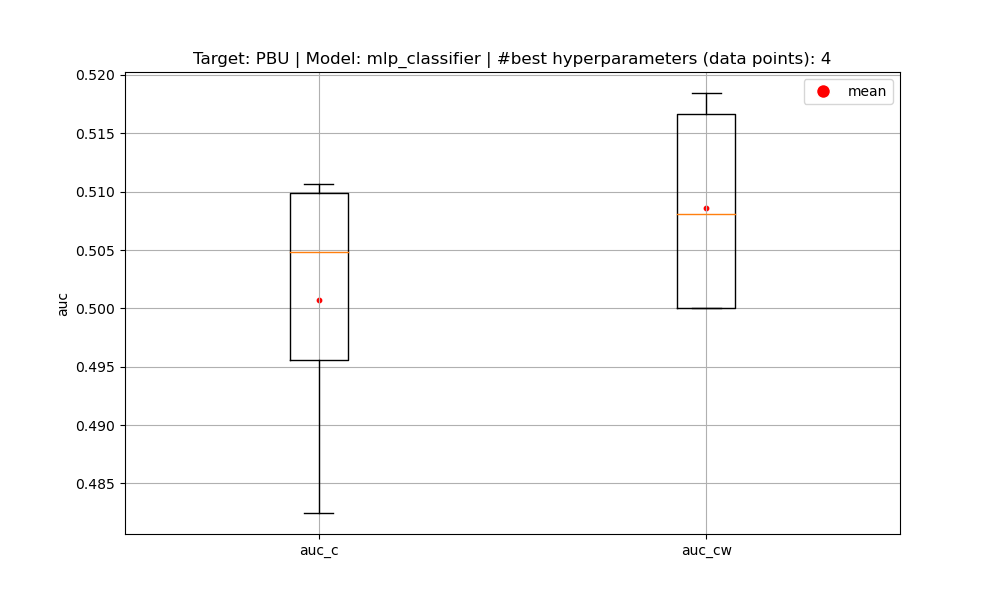 Target: PBU | Model: mlp_classifier | #best hyperparameters (data points): 4
mean
0.520
0.515
0.510
0.505
0.500
0.495
0.490
0.485
auc
auc_c
auc_cw